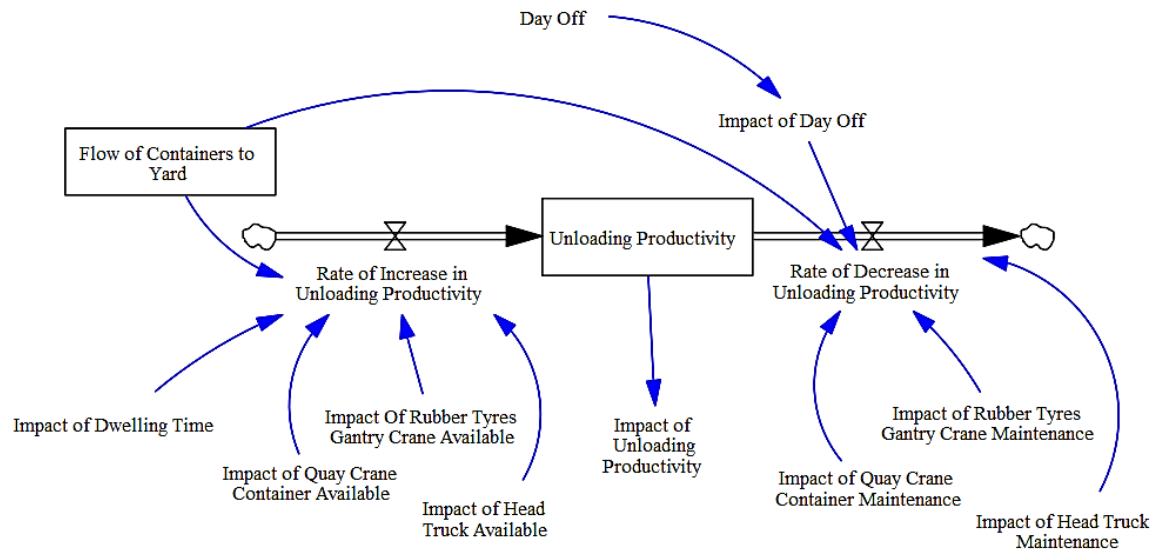 Day Off
Impact of Day Off
Flow of Containers to
Yard
Unloading Productivity
Rate of Increase in
Unloading Productivity
Rate of Decrease in
Unloading Productivity
Impact of Dwelling Time
Impact Of Rubber Tyres
Gantry Crane Available
Impact of
Unloading
Productivity
Impact of Rubber Tyres
Gantry Crane Maintenance
Impact of Quay Crane
Container Available
Impact of Head
Truck Available
Impact of Quay Crane
Container Maintenance
Impact of Head Truck
Maintenance